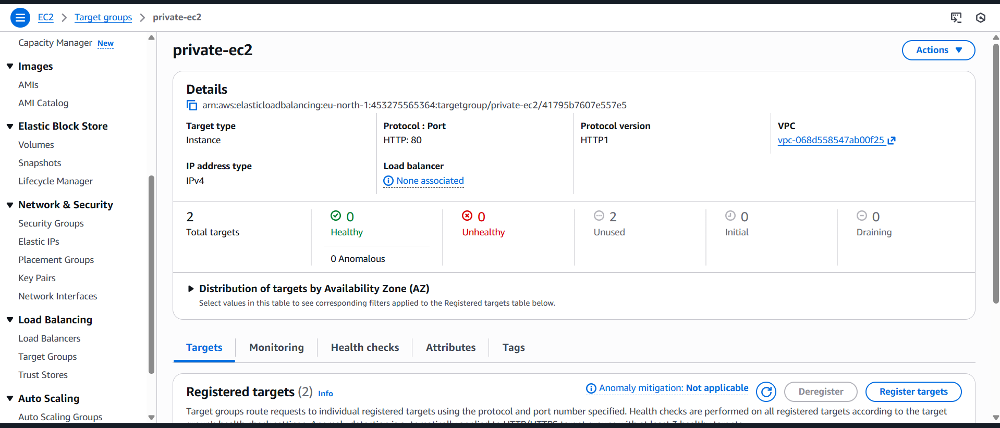 EC2 > Target groups > private-ec2
Capacity Manager New
Images
AMIs
AMI Catalog
Elastic Block Store
Volumes
Snapshots
Lifecycle Manager
Network & Security
Security Groups
Elastic IPs
Placement Groups
Key Pairs
Network Interfaces
Load Balancing
Load Balancers
Target Groups
Trust Stores
Auto Scaling
Auto Scaling Groups
private-ec2
Actions
Details
arn:aws:elasticloadbalancing:eu-north-1:453275565364:targetgroup/private-ec2/41795b7607e557e5
Target type
Instance
Protocol : Port
HTTP: 80
Protocol version
HTTP1
VPC
vpc-068d558547ab00f25
IP address type
IPv4
Load balancer
None associated
2
Total targets
0
Healthy
0 Anomalous
0
Unhealthy
2
Unused
0
Initial
0
Draining
Distribution of targets by Availability Zone (AZ)
Select values in this table to see corresponding filters applied to the Registered targets table below.
Targets
Monitoring
Health checks
Attributes
Tags
Registered targets (2) Info
Anomaly mitigation: Not applicable
Deregister
Register targets
Target groups route requests to individual registered targets using the protocol and port number specified. Health checks are performed on all registered targets according to the target